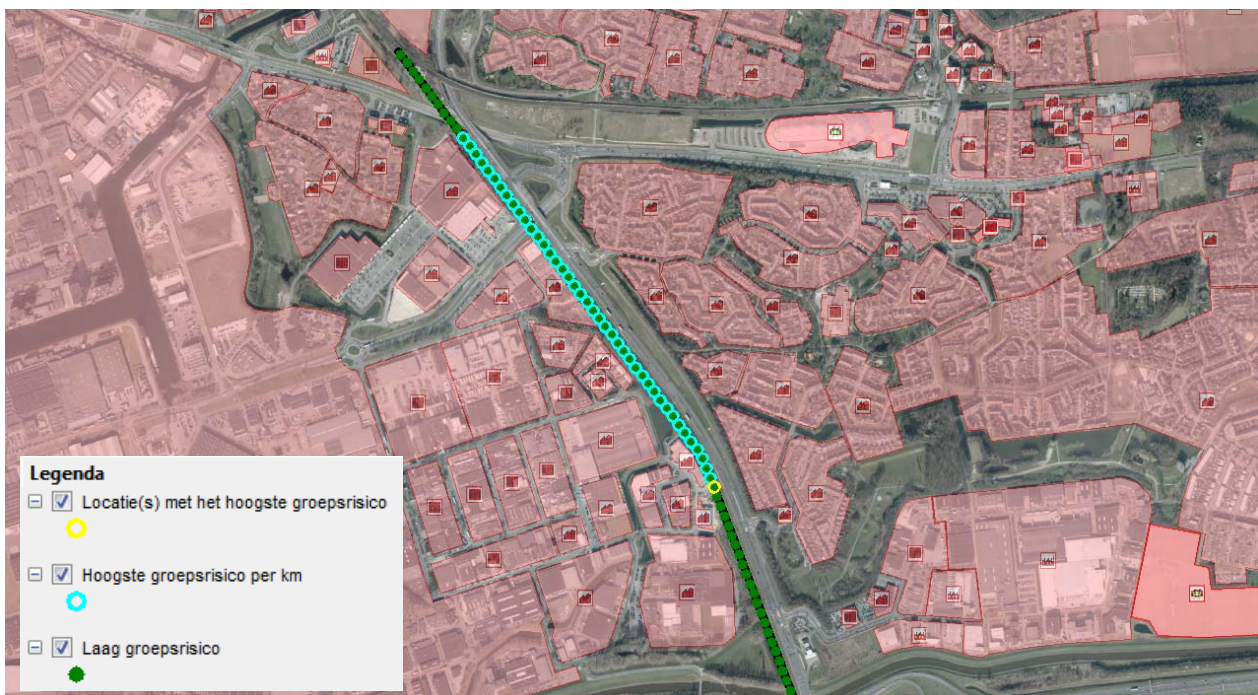 Legenda
Locatie(s) met het hoogste groepsrisico
Hoogste groepsrisico per km
Laag groepsrisico